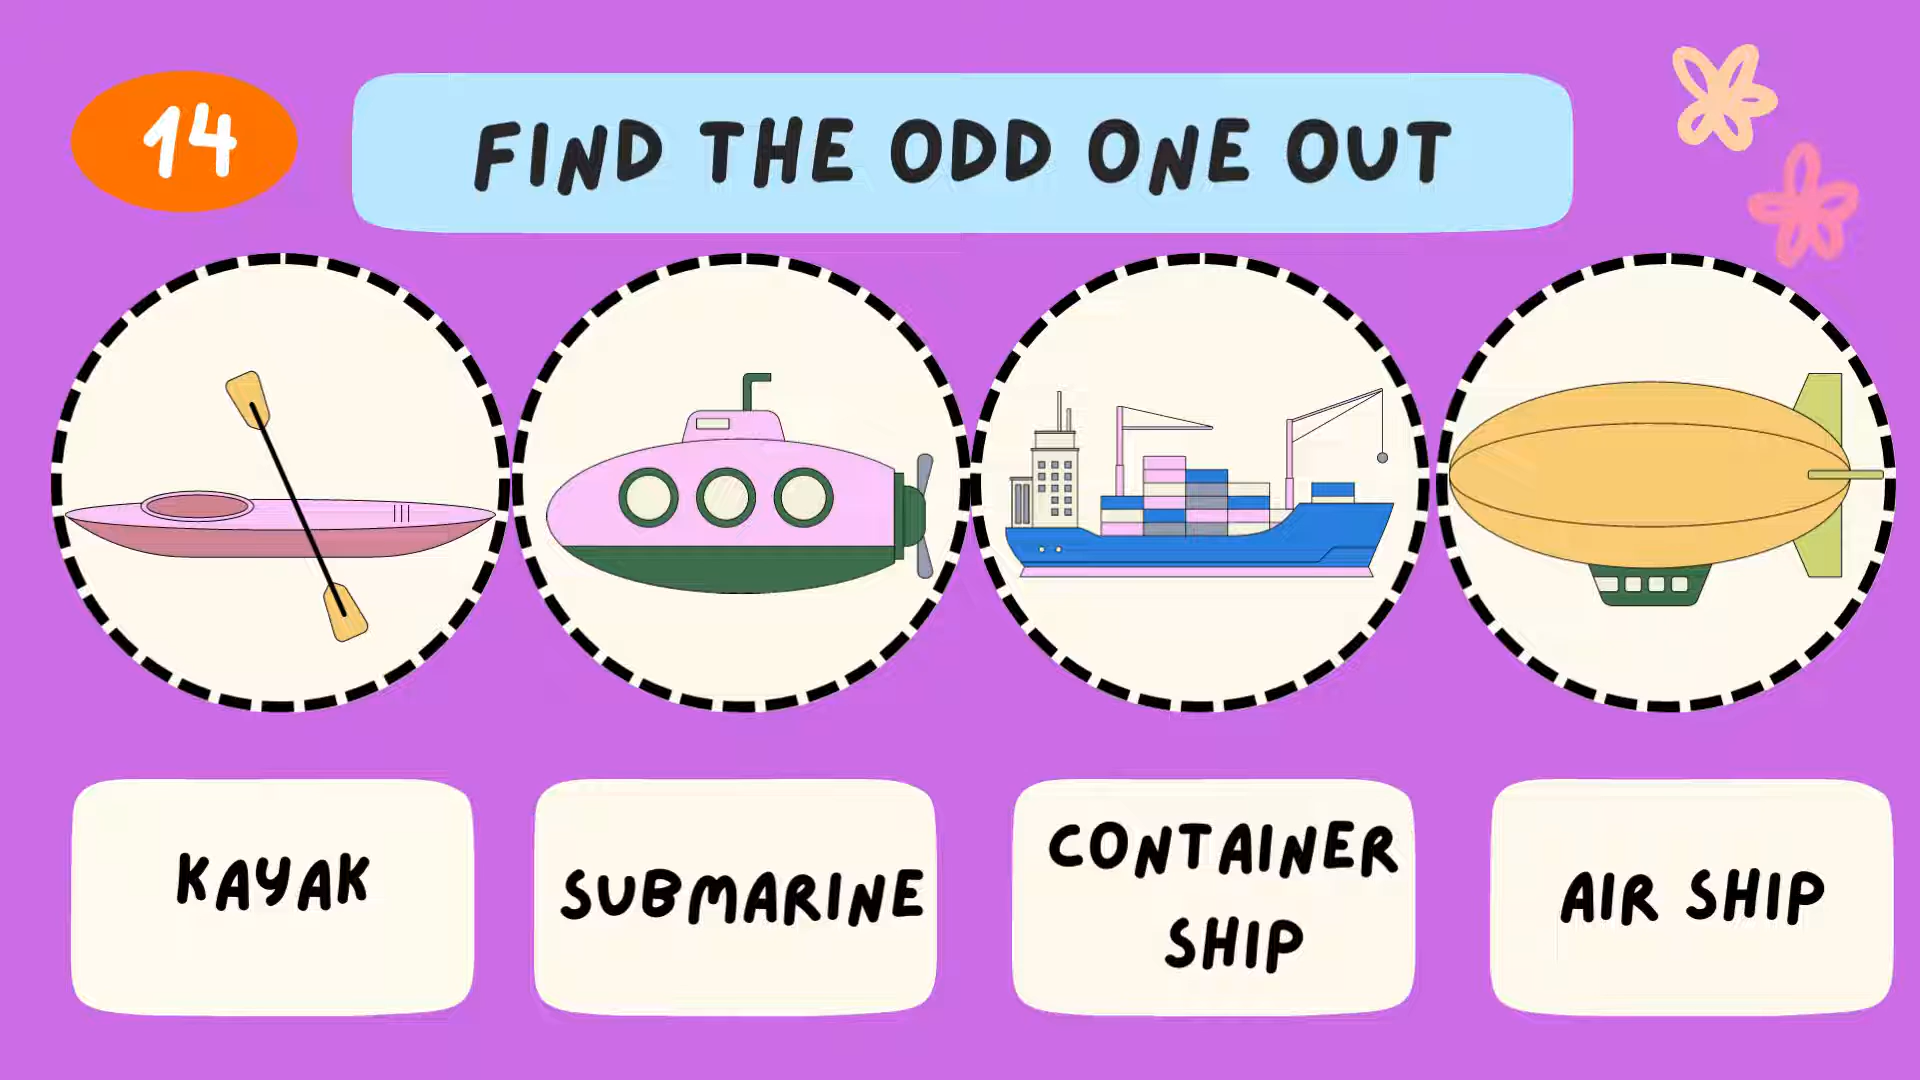 14
FIND THE ODD ONE OUT
KAYAK
SUBMARINE
CONTAINER
SHIP
AIR SHIP